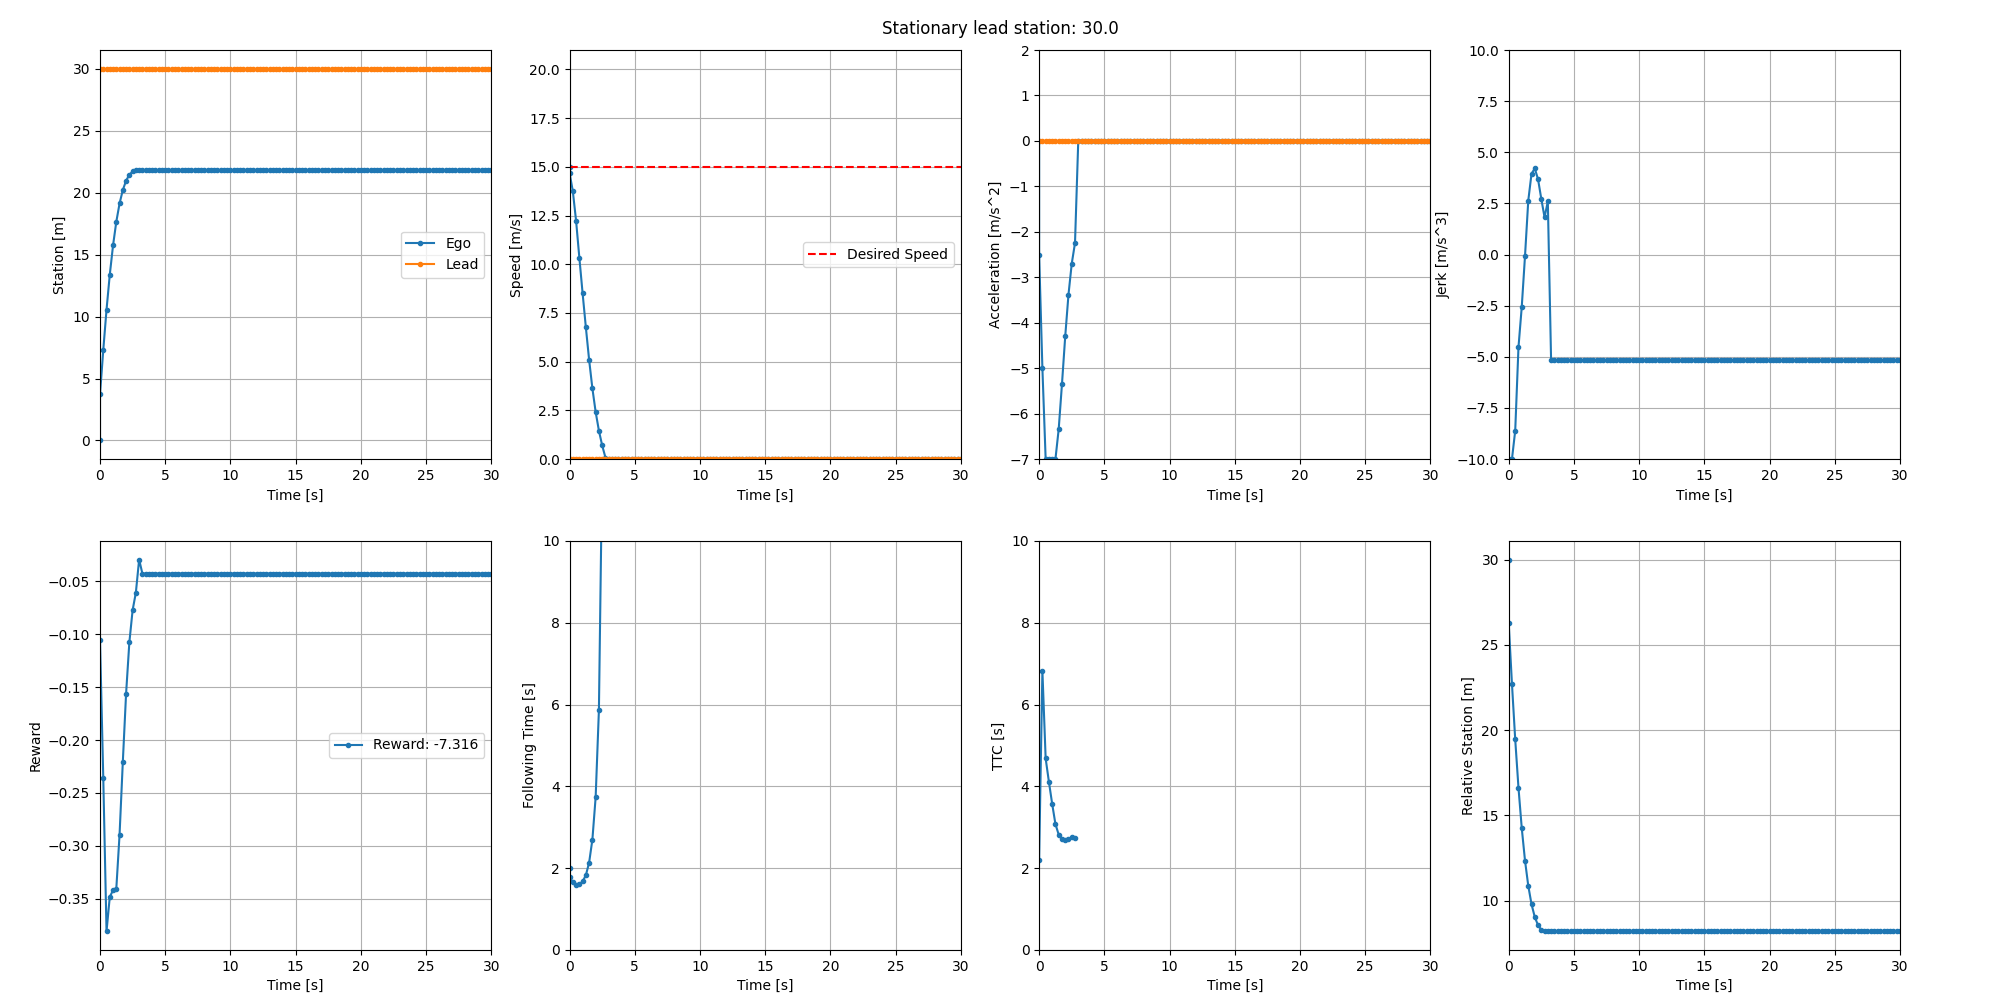 Stationary lead station: 30.0
Station [m]
30
25
20
15
10
5
0
Ego
Lead
0 5 10 15 20 25 30
Time [s]
Speed [m/s]
20.0
17.5
15.0
12.5
10.0
7.5
5.0
2.5
0.0
Desired Speed
0 5 10 15 20 25 30
Time [s]
Acceleration [m/s^2]
2
1
0
−1
−2
−3
−4
−5
−6
−7
0 5 10 15 20 25 30
Time [s]
Jerk [m/s^3]
10.0
7.5
5.0
2.5
0.0
−2.5
−5.0
−7.5
−10.0
0 5 10 15 20 25 30
Time [s]
Reward
−0.05
−0.10
−0.15
−0.20
−0.25
−0.30
−0.35
Reward: -7.316
0 5 10 15 20 25 30
Time [s]
Following Time [s]
10
8
6
4
2
0
0 5 10 15 20 25 30
Time [s]
TTC [s]
10
8
6
4
2
0
0 5 10 15 20 25 30
Time [s]
Relative Station [m]
30
25
20
15
10
0 5 10 15 20 25 30
Time [s]